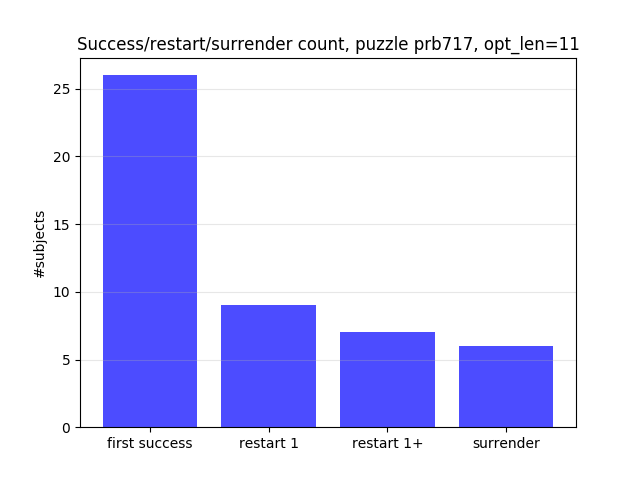 Success/restart/surrender count, puzzle prb717, opt_len=11
25
20
15
10
5
0
#subjects
first success
restart 1
restart 1+
surrender